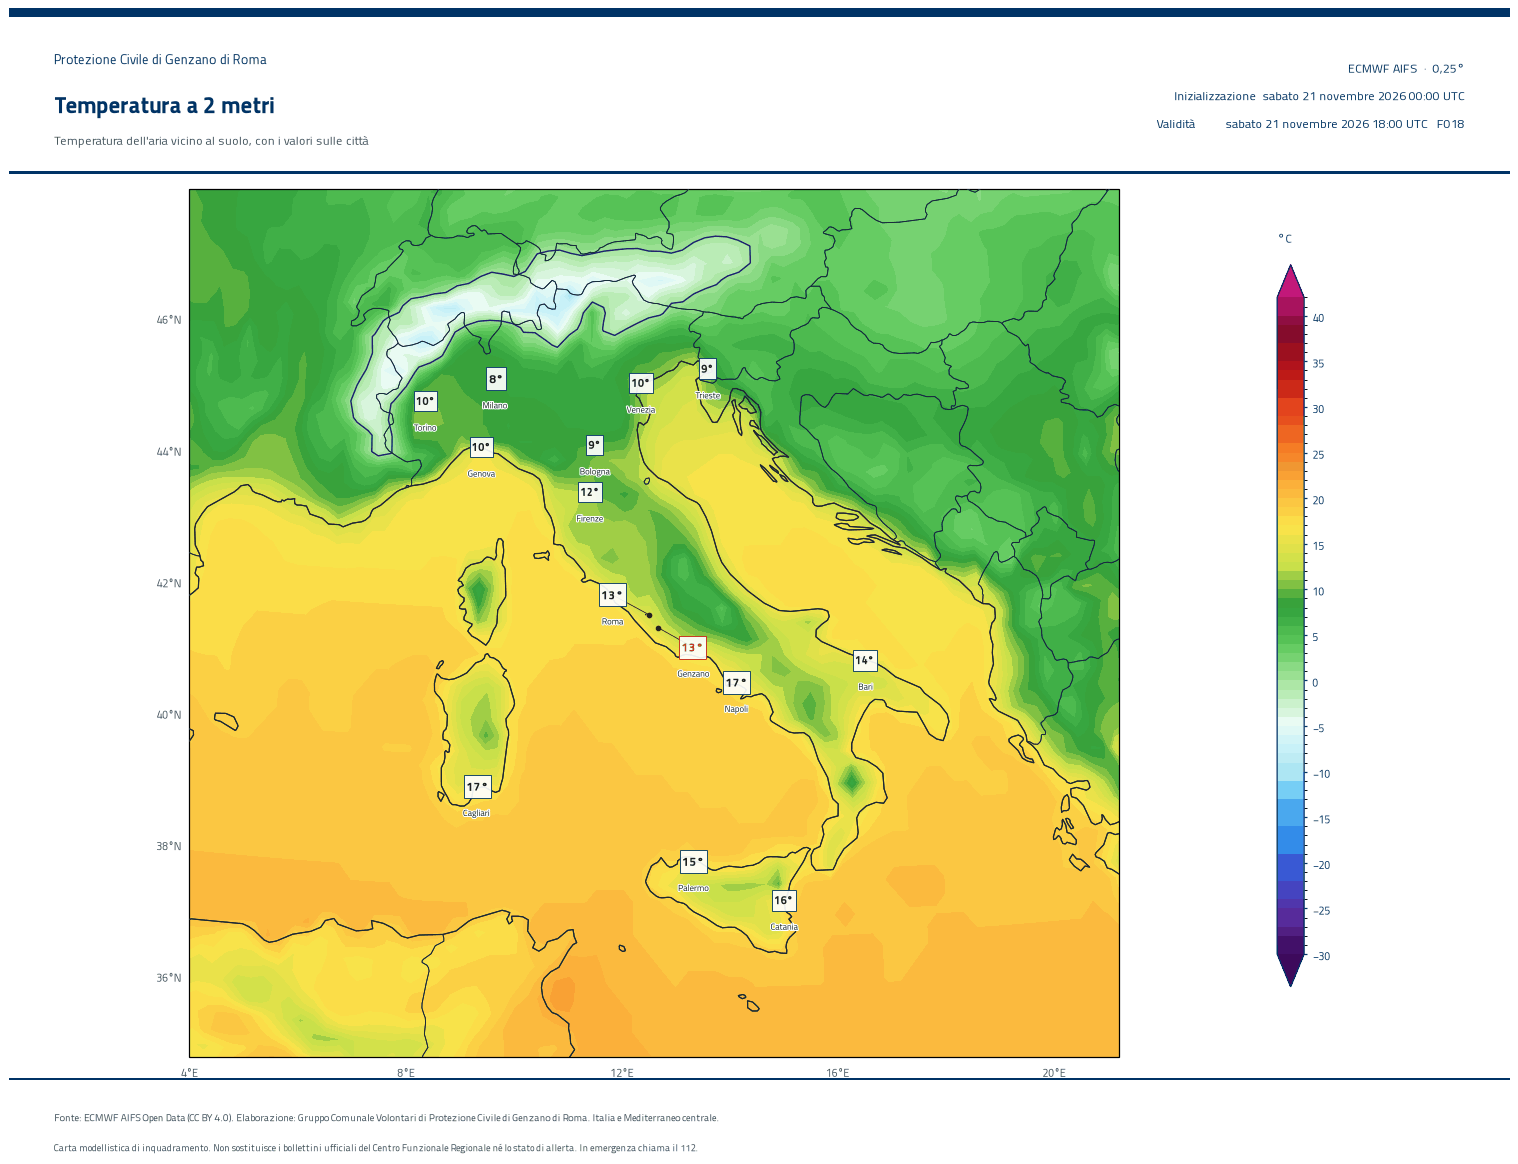 Protezione Civile di Genzano di Roma
Temperatura a 2 metri
Temperatura dell'aria vicino al suolo, con i valori sulle città
ECMWF AIFS · 0,25°
Inizializzazione sabato 21 novembre 2026 00:00 UTC
Validità sabato 21 novembre 2026 18:00 UTC F018
°C
46°N
44°N
42°N
40°N
38°N
36°N
4°E
8°E
12°E
16°E
20°E
8°
Milano
10°
Torino
10°
Genova
10°
Venezia
9°
Trieste
9°
Bologna
12°
Firenze
13°
Roma
13°
Genzano
17°
Napoli
14°
Bari
17°
Cagliari
15°
Palermo
16°
Catania
40
35
30
25
20
15
10
5
0
−5
−10
−15
−20
−25
−30
Fonte: ECMWF AIFS Open Data (CC BY 4.0). Elaborazione: Gruppo Comunale Volontari di Protezione Civile di Genzano di Roma. Italia e Mediterraneo centrale.
Carta modellistica di inquadramento. Non sostituisce i bollettini ufficiali del Centro Funzionale Regionale né lo stato di allerta. In emergenza chiama il 112.